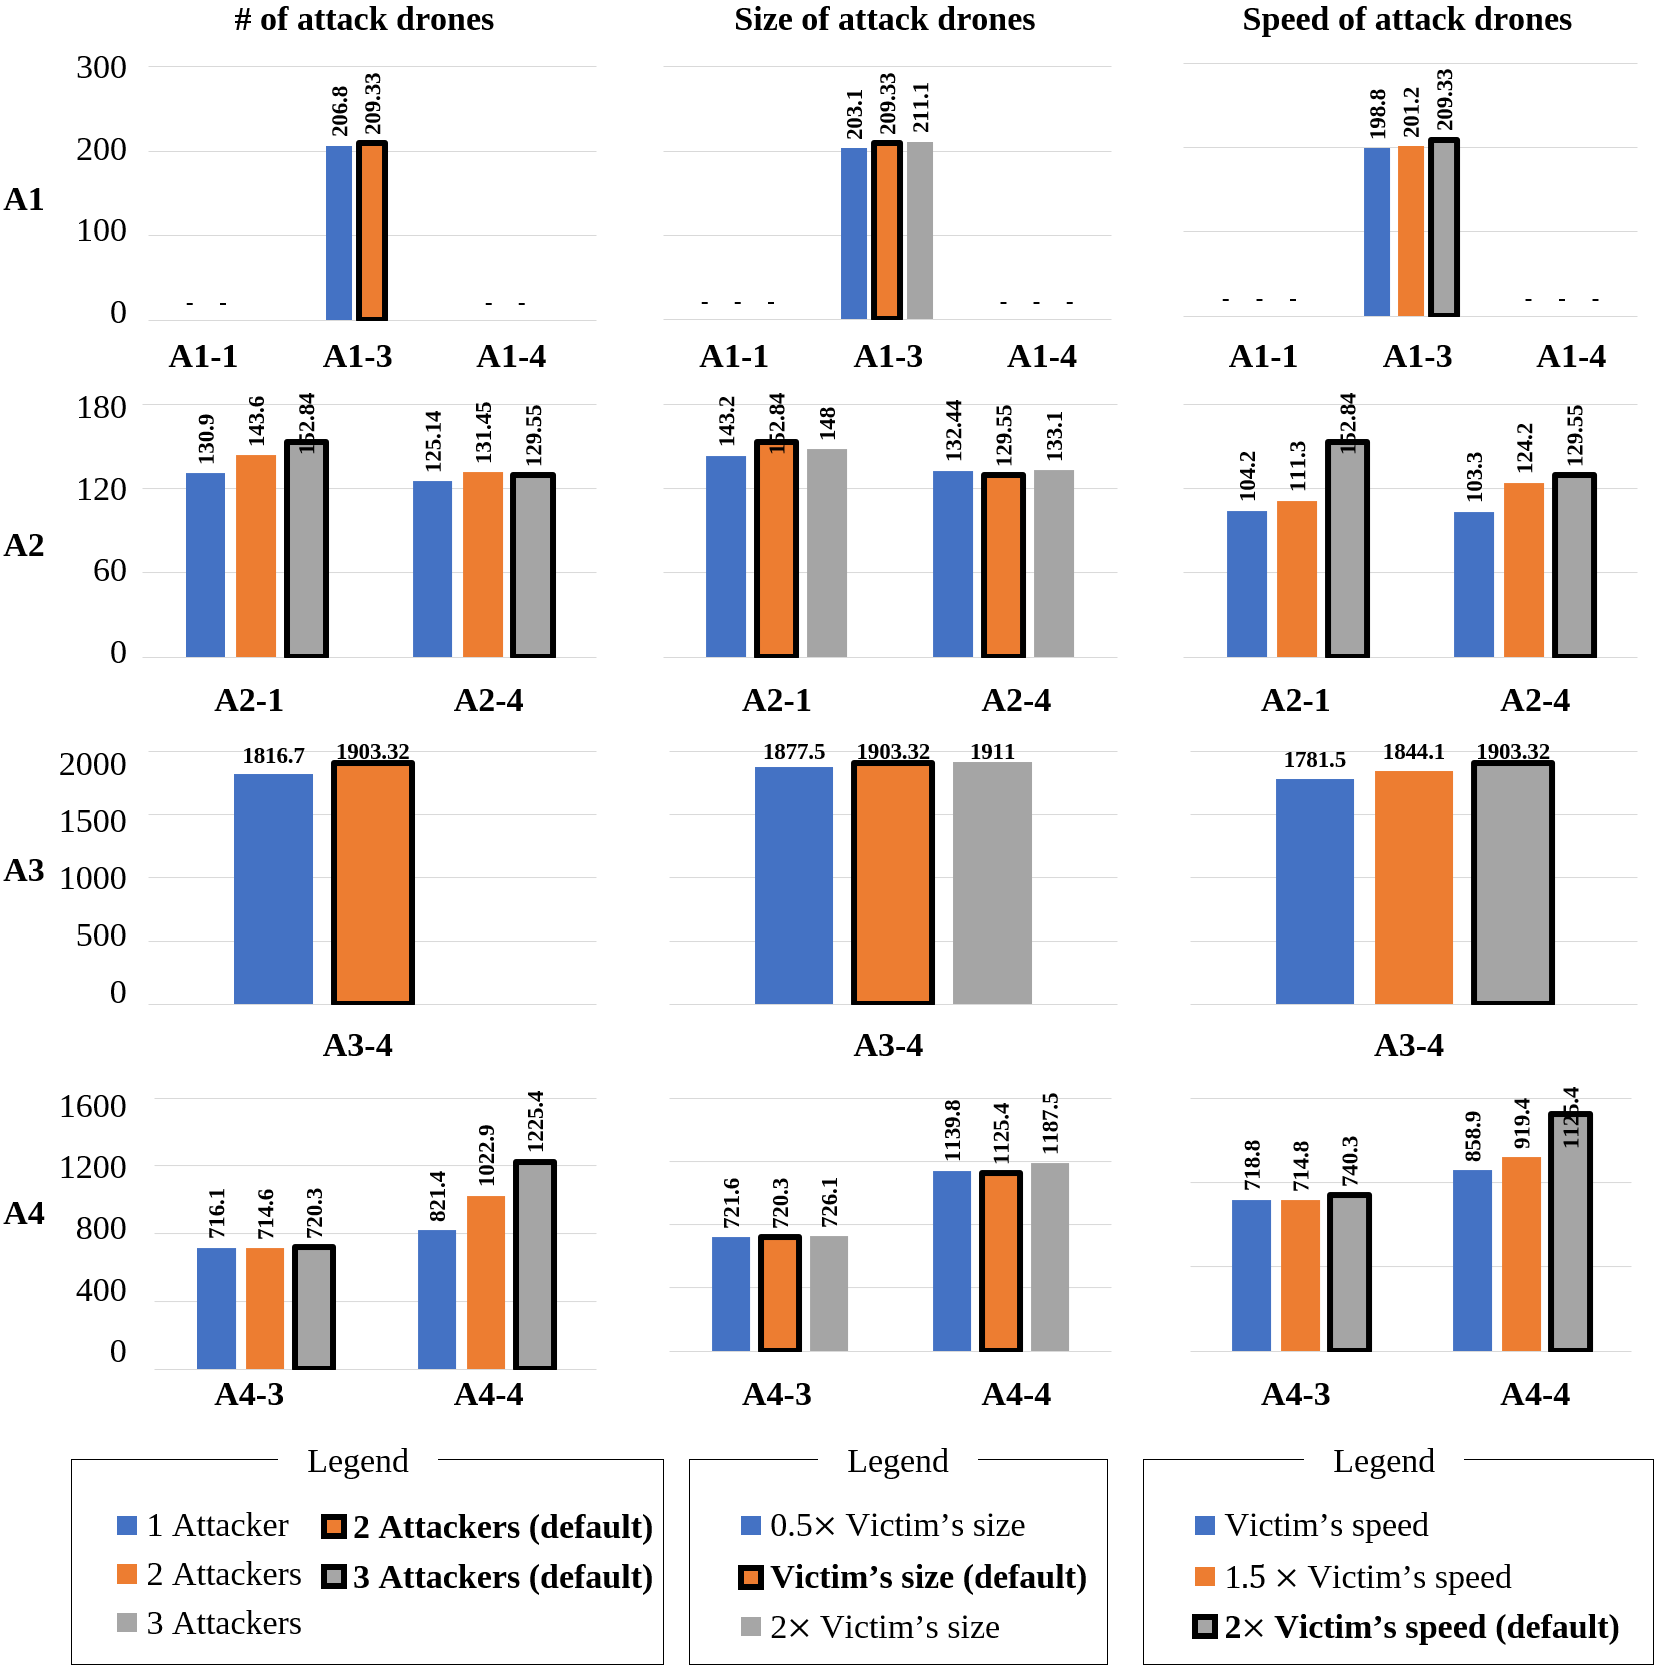 # of attack drones
Size of attack drones
Speed of attack drones
A1
300
200
100
0
- - 206.8 209.33 - -
A1-1 A1-3 A1-4
- - - 203.1 209.33 211.1 - - -
A1-1 A1-3 A1-4
- - - 198.8 201.2 209.33 - - -
A1-1 A1-3 A1-4
A2
180
120
60
0
130.9 143.6 152.84 125.14 131.45 129.55
A2-1 A2-4
143.2 152.84 148 132.44 129.55 133.1
A2-1 A2-4
104.2 111.3 152.84 103.3 124.2 129.55
A2-1 A2-4
A3
2000
1500
1000
500
0
1816.7 1903.32
A3-4
1877.5 1903.32 1911
A3-4
1781.5 1844.1 1903.32
A3-4
A4
1600
1200
800
400
0
716.1 714.6 720.3 821.4 1022.9 1225.4
A4-3 A4-4
721.6 720.3 726.1 1139.8 1125.4 1187.5
A4-3 A4-4
718.8 714.8 740.3 858.9 919.4 1125.4
A4-3 A4-4
Legend
1 Attacker
2 Attackers
3 Attackers
2 Attackers (default)
3 Attackers (default)
Legend
0.5× Victim’s size
Victim’s size (default)
2× Victim’s size
Legend
Victim’s speed
1.5 × Victim’s speed
2× Victim’s speed (default)